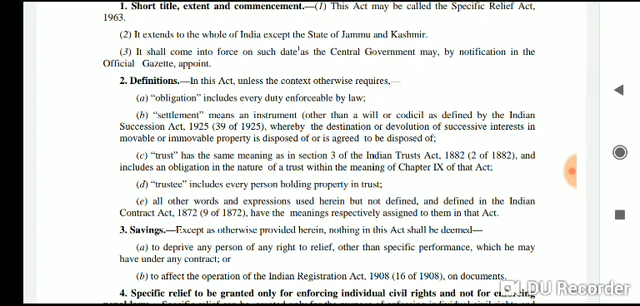 1. Short title, extent and commencement.—(1) This Act may be called the Specific Relief Act,
1963.
(2) It extends to the whole of India except the State of Jammu and Kashmir.
(3) It shall come into force on such date¹as the Central Government may, by notification in the
Official Gazette, appoint.
2. Definitions.—In this Act, unless the context otherwise requires,—
(a) “obligation” includes every duty enforceable by law;
(b) “settlement” means an instrument (other than a will or codicil as defined by the Indian
Succession Act, 1925 (39 of 1925), whereby the destination or devolution of successive interests in
movable or immovable property is disposed of or is agreed to be disposed of;
(c) “trust” has the same meaning as in section 3 of the Indian Trusts Act, 1882 (2 of 1882), and
includes an obligation in the nature of a trust within the meaning of Chapter IX of that Act;
(d) “trustee” includes every person holding property in trust;
(e) all other words and expressions used herein but not defined, and defined in the Indian
Contract Act, 1872 (9 of 1872), have the meanings respectively assigned to them in that Act.
3. Savings.—Except as otherwise provided herein, nothing in this Act shall be deemed—
(a) to deprive any person of any right to relief, other than specific performance, which he may
have under any contract; or
(b) to affect the operation of the Indian Registration Act, 1908 (16 of 1908), on documents.
DU Recorder
4. Specific relief to be granted only for enforcing individual civil rights and not for